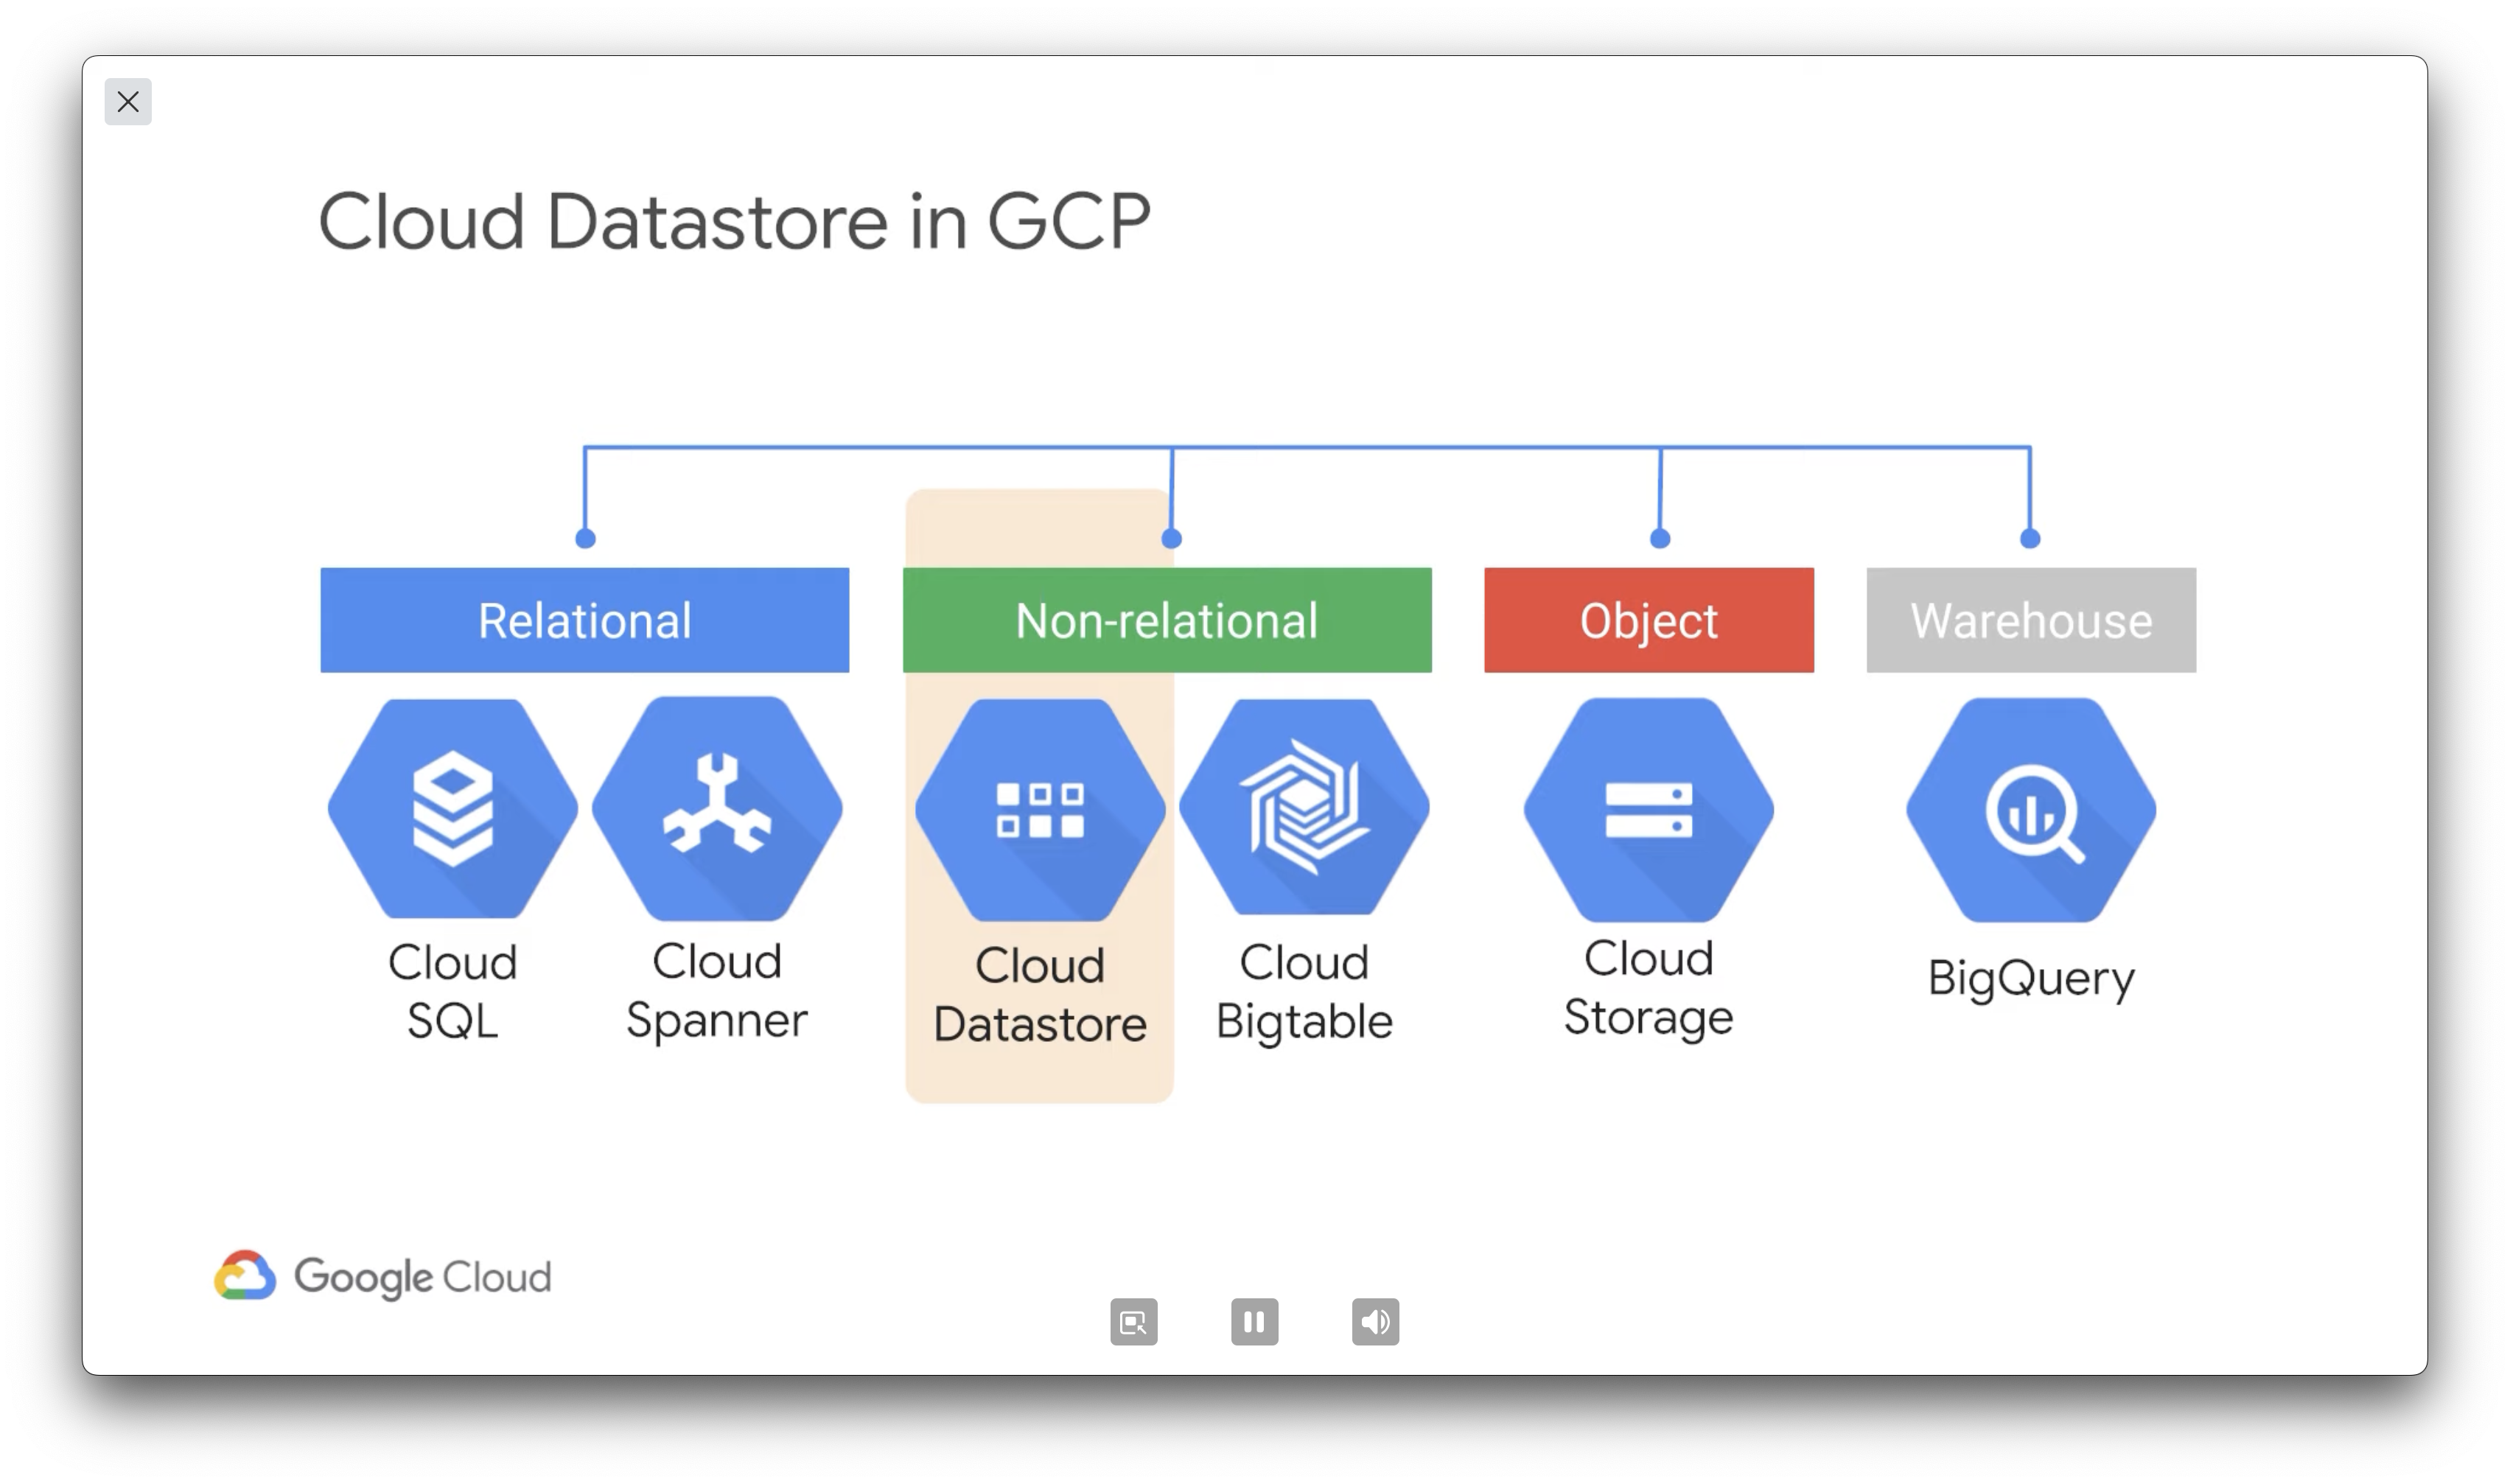 Cloud Datastore in GCP
Relational
Non-relational
Object
Warehouse
Cloud
SQL
Cloud
Spanner
Cloud
Datastore
Cloud
Bigtable
Cloud
Storage
BigQuery
Google Cloud